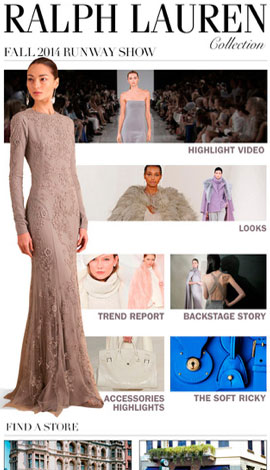 RALPH LAUREN
Collection
FALL 2014 RUNWAY SHOW
HIGHLIGHT VIDEO
LOOKS
TREND REPORT
BACKSTAGE STORY
ACCESSORIES
HIGHLIGHTS
THE SOFT RICKY
FIND A STORE